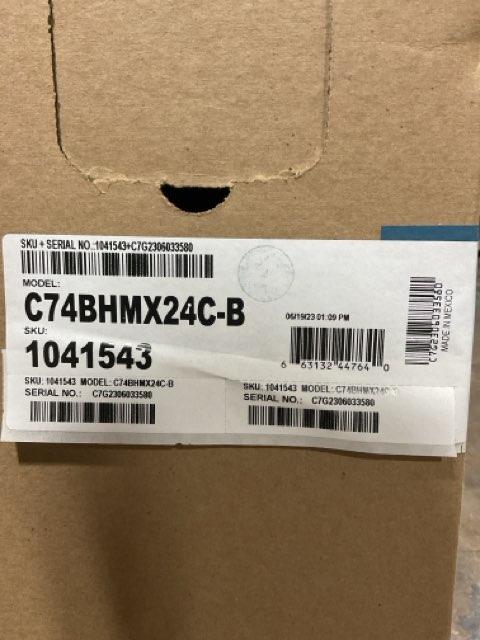 SKU + SERIAL NO.:1041543+C7G2306033580
MODEL:
C74BHMX24C-B
SKU:
1041543
06/19/23 01:09 PM
6 63132 44764 0
C7G2306033580
MADE IN MEXICO
SKU: 1041543 MODEL: C74BHMX24C-B
SERIAL NO.: C7G2306033580
SKU: 1041543 MODEL: C74BHMX24C-B
SERIAL NO.: C7G2306033580